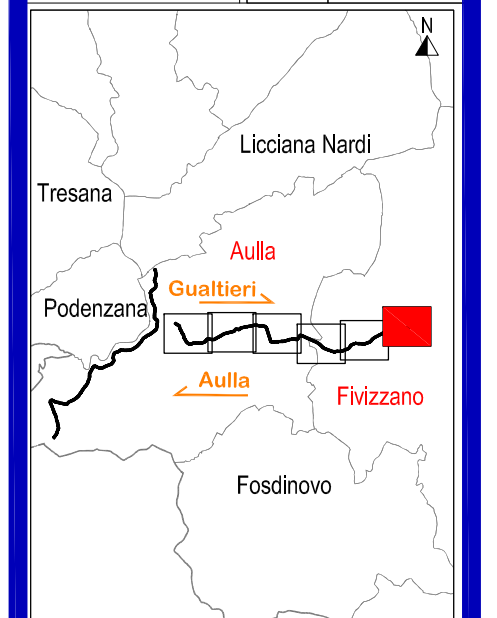 N
Licciana Nardi
Tresana
Aulla
Gualtieri
Podenzana
Aulla
Fivizzano
Fosdinovo